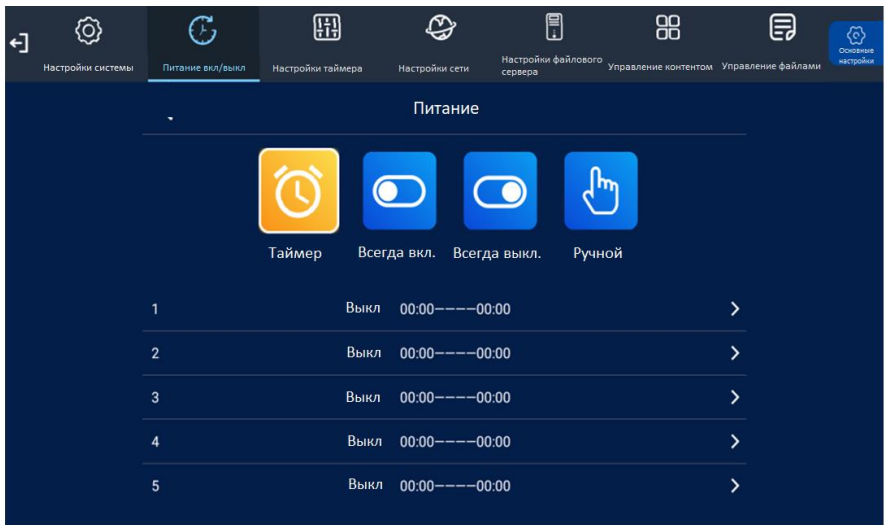 Настройки системы
Питание вкл/выкл
Настройки таймера
Настройки сети
Настройки файлового
сервера
Управление контентом
Управление файлами
Основные
настройки
Питание
Таймер
Всегда вкл.
Всегда выкл.
Ручной
1 Выкл 00:00————00:00
2 Выкл 00:00————00:00
3 Выкл 00:00————00:00
4 Выкл 00:00————00:00
5 Выкл 00:00————00:00